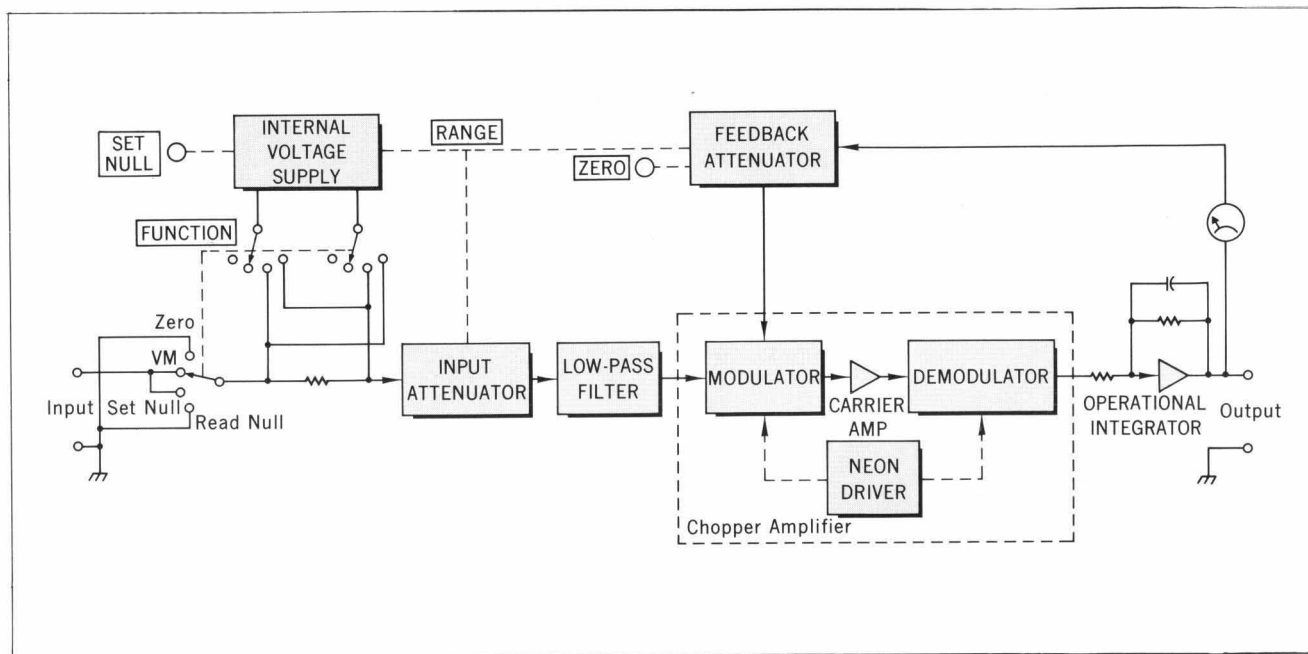 SET
NULL
INTERNAL
VOLTAGE
SUPPLY
RANGE
ZERO
FEEDBACK
ATTENUATOR
FUNCTION
Zero
VM
Input
Set Null
Read Null
INPUT
ATTENUATOR
LOW-PASS
FILTER
MODULATOR
CARRIER
AMP
DEMODULATOR
NEON
DRIVER
Chopper Amplifier
OPERATIONAL
INTEGRATOR
Output